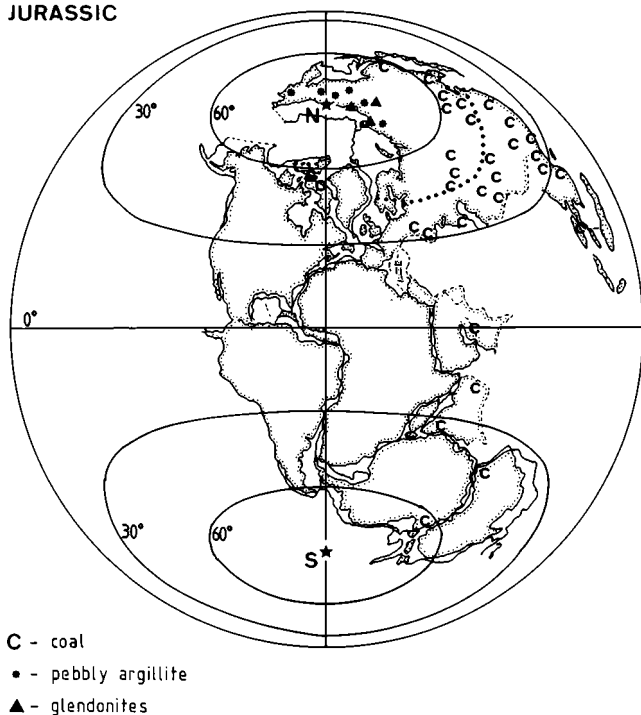 JURASSIC
30°
60°
N
0°
30°
60°
S
C - coal
● - pebbly argillite
▲ - glendonites